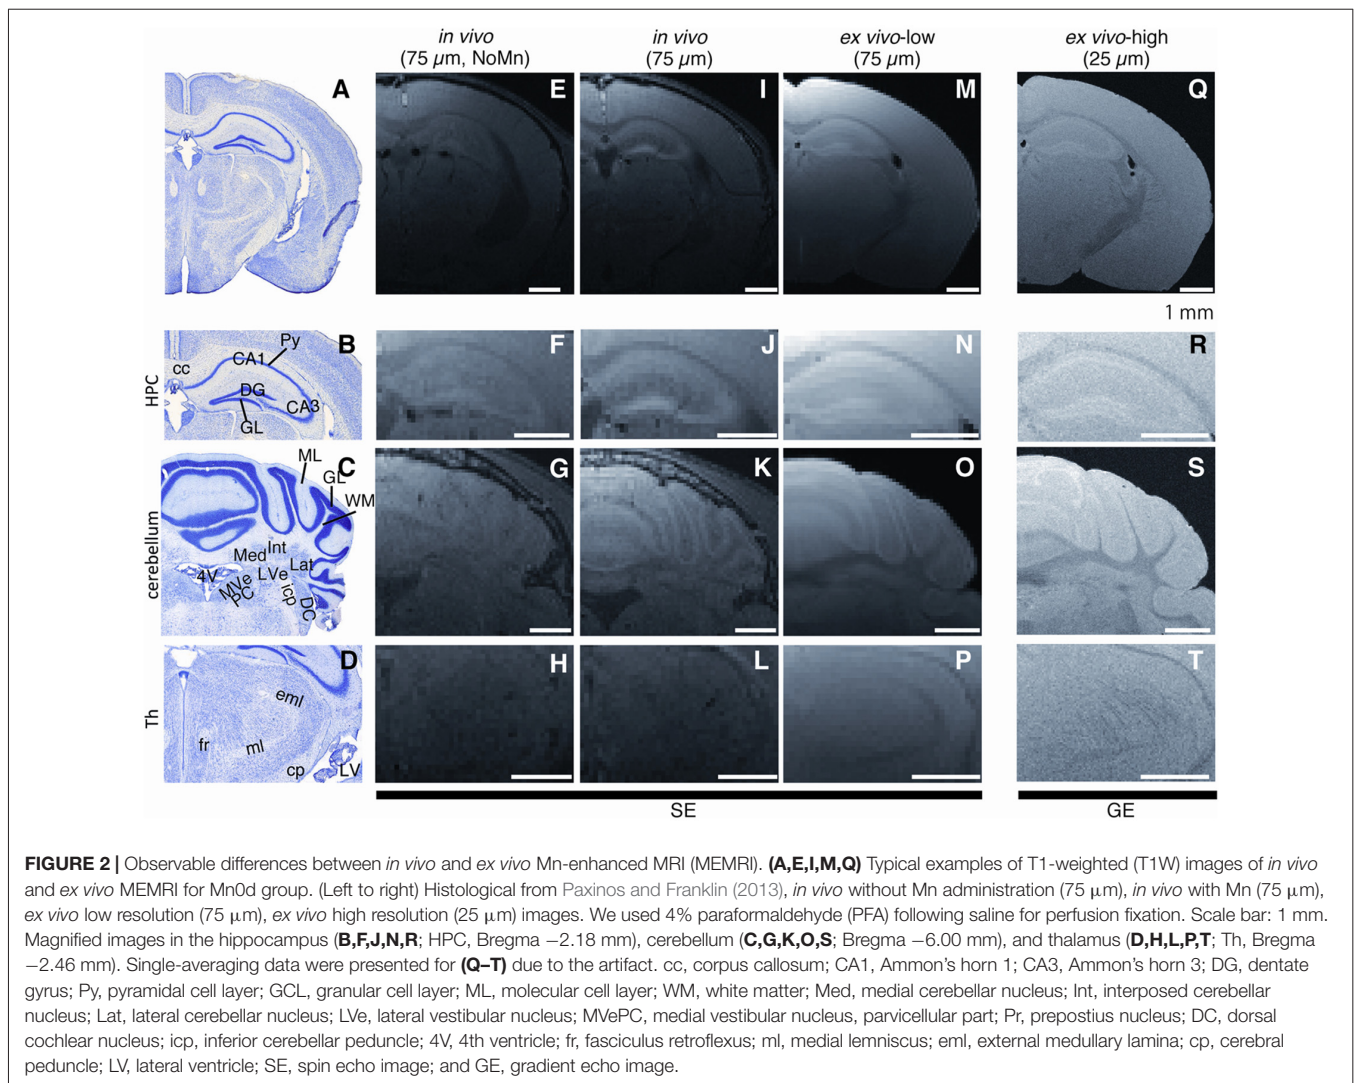 in vivo
(75 µm, NoMn)
in vivo
(75 µm)
ex vivo-low
(75 µm)
ex vivo-high
(25 µm)
A
E
I
M
Q
1 mm
HPC
B
Py
CA1
cc
DG
CA3
GL
F
J
N
R
cerebellum
C
ML
GL
WM
Int
Med
Lat
4V
LVe
MVe
PC
icp
DC
G
K
O
S
Th
D
eml
fr
ml
cp
LV
H
L
P
T
SE
GE
FIGURE 2 | Observable differences between in vivo and ex vivo Mn-enhanced MRI (MEMRI). (A,E,I,M,Q) Typical examples of T1-weighted (T1W) images of in vivo
and ex vivo MEMRI for Mn0d group. (Left to right) Histological from Paxinos and Franklin (2013), in vivo without Mn administration (75 µm), in vivo with Mn (75 µm),
ex vivo low resolution (75 µm), ex vivo high resolution (25 µm) images. We used 4% paraformaldehyde (PFA) following saline for perfusion fixation. Scale bar: 1 mm.
Magnified images in the hippocampus (B,F,J,N,R; HPC, Bregma −2.18 mm), cerebellum (C,G,K,O,S; Bregma −6.00 mm), and thalamus (D,H,L,P,T; Th, Bregma
−2.46 mm). Single-averaging data were presented for (Q–T) due to the artifact. cc, corpus callosum; CA1, Ammon's horn 1; CA3, Ammon's horn 3; DG, dentate
gyrus; Py, pyramidal cell layer; GCL, granular cell layer; ML, molecular cell layer; WM, white matter; Med, medial cerebellar nucleus; Int, interposed cerebellar
nucleus; Lat, lateral cerebellar nucleus; LVe, lateral vestibular nucleus; MVePC, medial vestibular nucleus, parvicellular part; Pr, prepostius nucleus; DC, dorsal
cochlear nucleus; icp, inferior cerebellar peduncle; 4V, 4th ventricle; fr, fasciculus retroflexus; ml, medial lemniscus; eml, external medullary lamina; cp, cerebral
peduncle; LV, lateral ventricle; SE, spin echo image; and GE, gradient echo image.